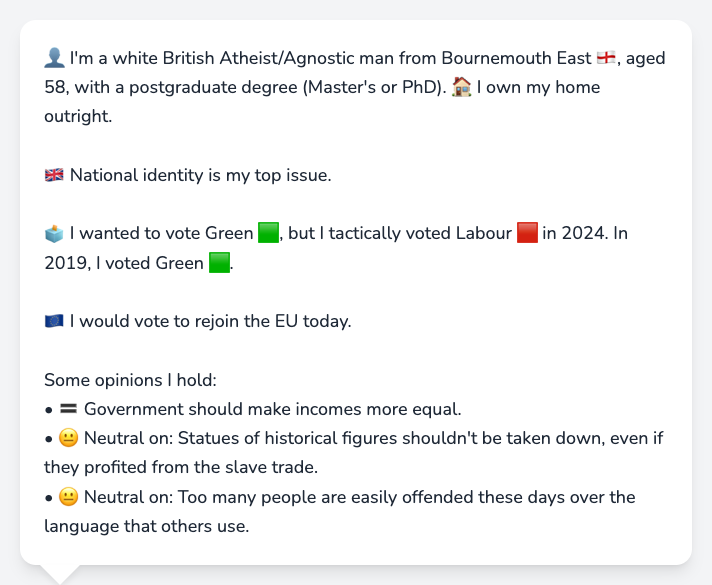 👤 I'm a white British Atheist/Agnostic man from Bournemouth East 🏴󠁧󠁢󠁥󠁮󠁧󠁿, aged
58, with a postgraduate degree (Master's or PhD). 🏠 I own my home
outright.
🇬🇧 National identity is my top issue.
🗳️ I wanted to vote Green 🟩, but I tactically voted Labour 🟥 in 2024. In
2019, I voted Green 🟩.
🇪🇺 I would vote to rejoin the EU today.
Some opinions I hold:
• 🟰 Government should make incomes more equal.
• 😐 Neutral on: Statues of historical figures shouldn't be taken down, even if
they profited from the slave trade.
• 😐 Neutral on: Too many people are easily offended these days over the
language that others use.